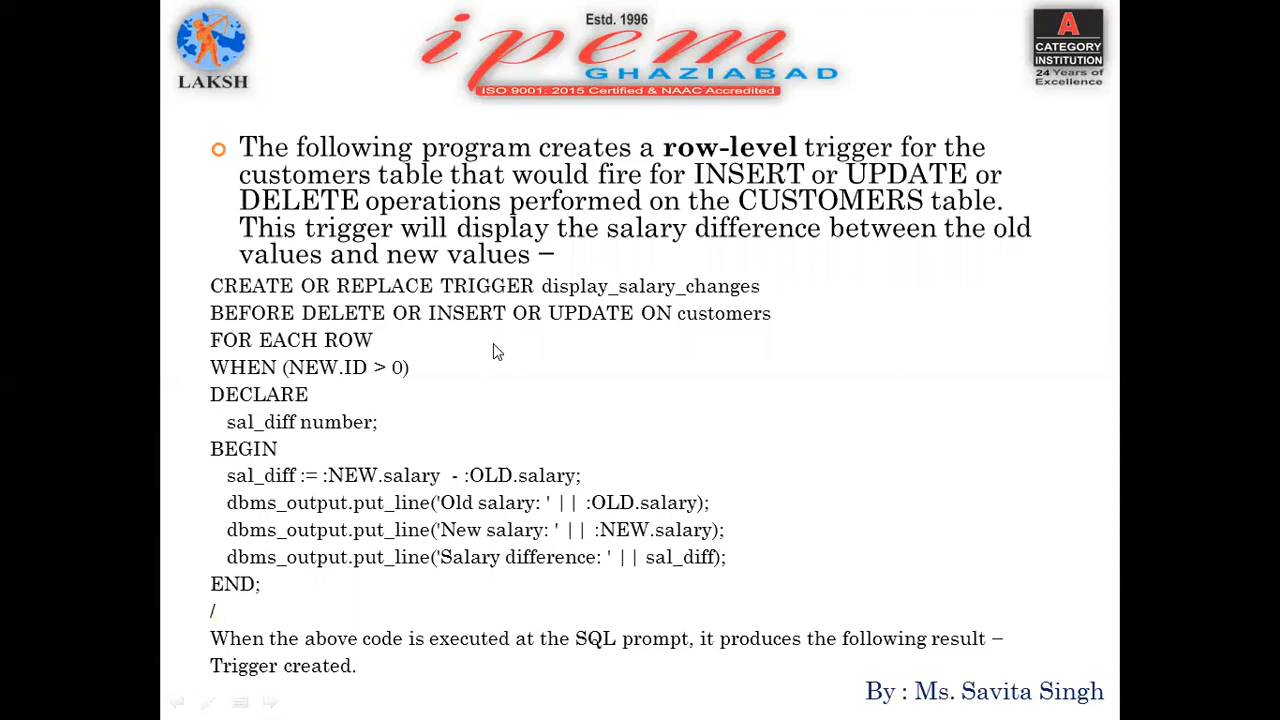 LAKSH
Estd. 1996
ipem
GHAZIABAD
ISO 9001: 2015 Certified & NAAC Accredited
A
CATEGORY
INSTITUTION
24 Years of
Excellence
The following program creates a row-level trigger for the
customers table that would fire for INSERT or UPDATE or
DELETE operations performed on the CUSTOMERS table.
This trigger will display the salary difference between the old
values and new values −
CREATE OR REPLACE TRIGGER display_salary_changes
BEFORE DELETE OR INSERT OR UPDATE ON customers
FOR EACH ROW
WHEN (NEW.ID > 0)
DECLARE
sal_diff number;
BEGIN
sal_diff := :NEW.salary - :OLD.salary;
dbms_output.put_line('Old salary: ' || :OLD.salary);
dbms_output.put_line('New salary: ' || :NEW.salary);
dbms_output.put_line('Salary difference: ' || sal_diff);
END;
/
When the above code is executed at the SQL prompt, it produces the following result −
Trigger created.
By : Ms. Savita Singh